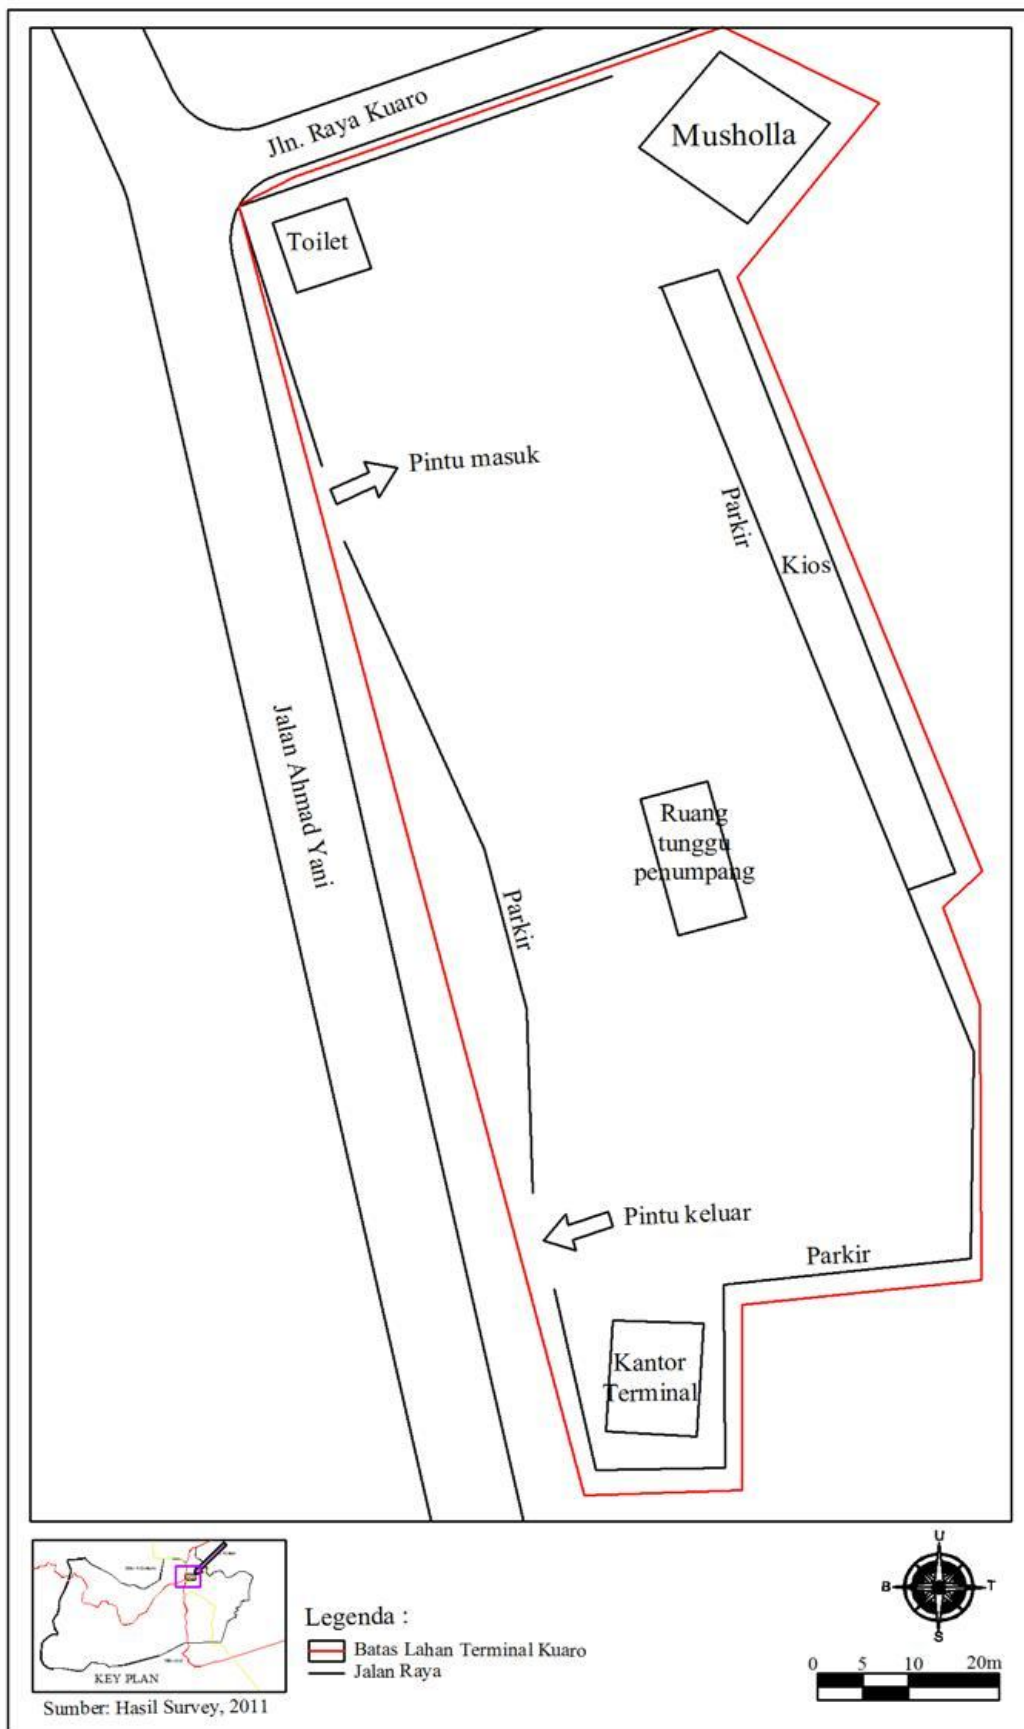 Jln. Raya Kuaro
Musholla
Toilet
Pintu masuk
Parkir
Kios
Jalan Ahmad Yani
Ruang
tunggu
penumpang
Parkir
Pintu keluar
Parkir
Kantor
Terminal
KEY PLAN
Sumber: Hasil Survey, 2011
Legenda :
Batas Lahan Terminal Kuaro
Jalan Raya
U
B T
S
0 5 10 20m